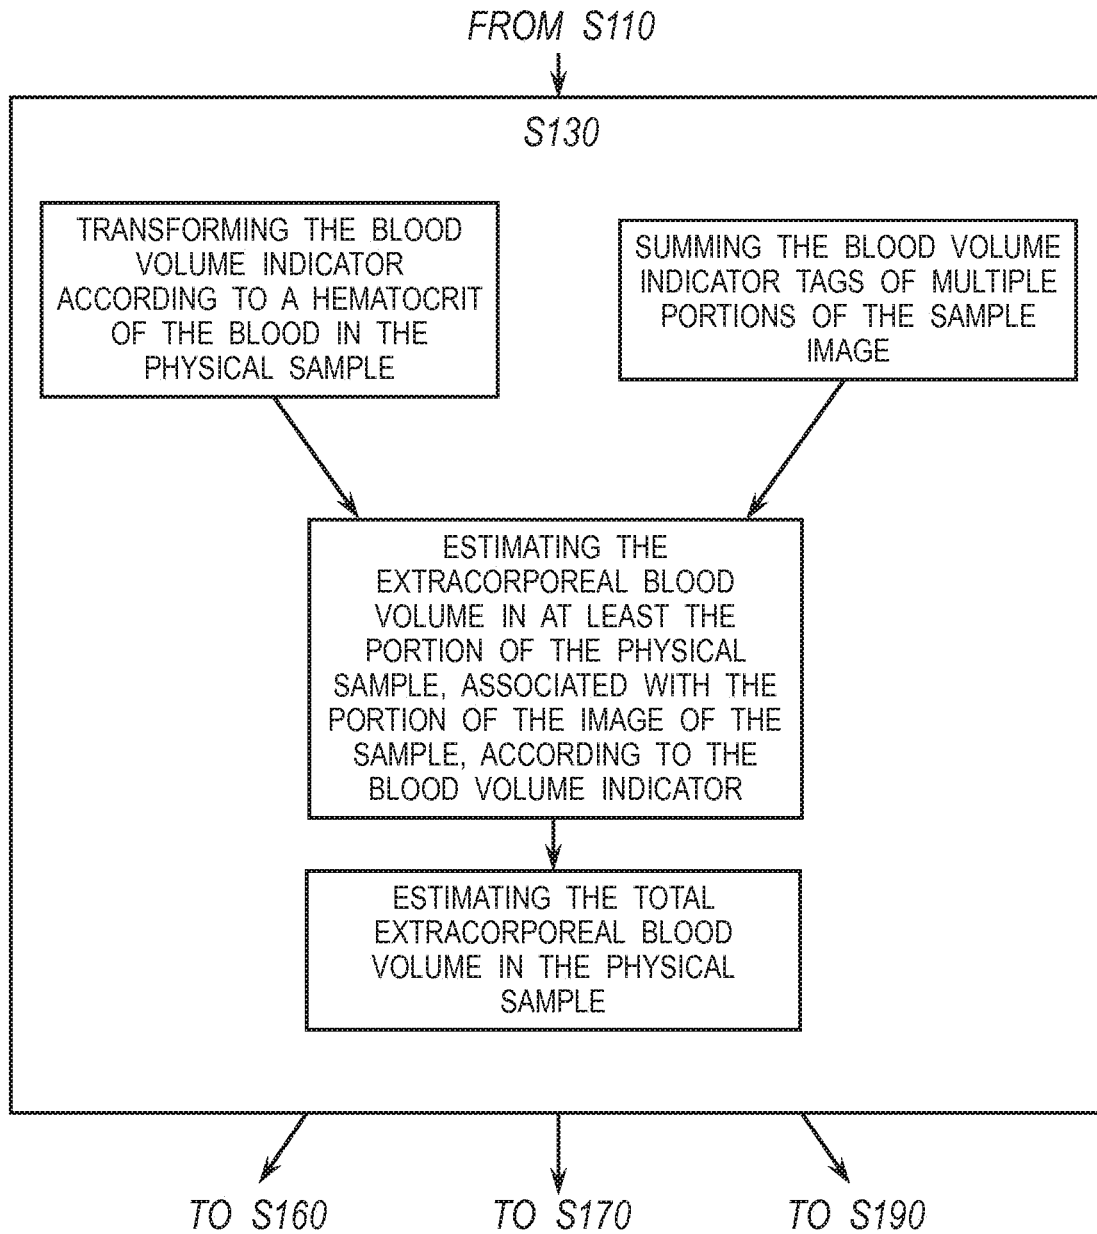 FROM S110
S130
TRANSFORMING THE BLOOD
VOLUME INDICATOR
ACCORDING TO A HEMATOCRIT
OF THE BLOOD IN THE
PHYSICAL SAMPLE
SUMMING THE BLOOD VOLUME
INDICATOR TAGS OF MULTIPLE
PORTIONS OF THE SAMPLE
IMAGE
ESTIMATING THE
EXTRACORPOREAL BLOOD
VOLUME IN AT LEAST THE
PORTION OF THE PHYSICAL
SAMPLE, ASSOCIATED WITH THE
PORTION OF THE IMAGE OF THE
SAMPLE, ACCORDING TO THE
BLOOD VOLUME INDICATOR
ESTIMATING THE TOTAL
EXTRACORPOREAL BLOOD
VOLUME IN THE PHYSICAL
SAMPLE
TO S160
TO S170
TO S190